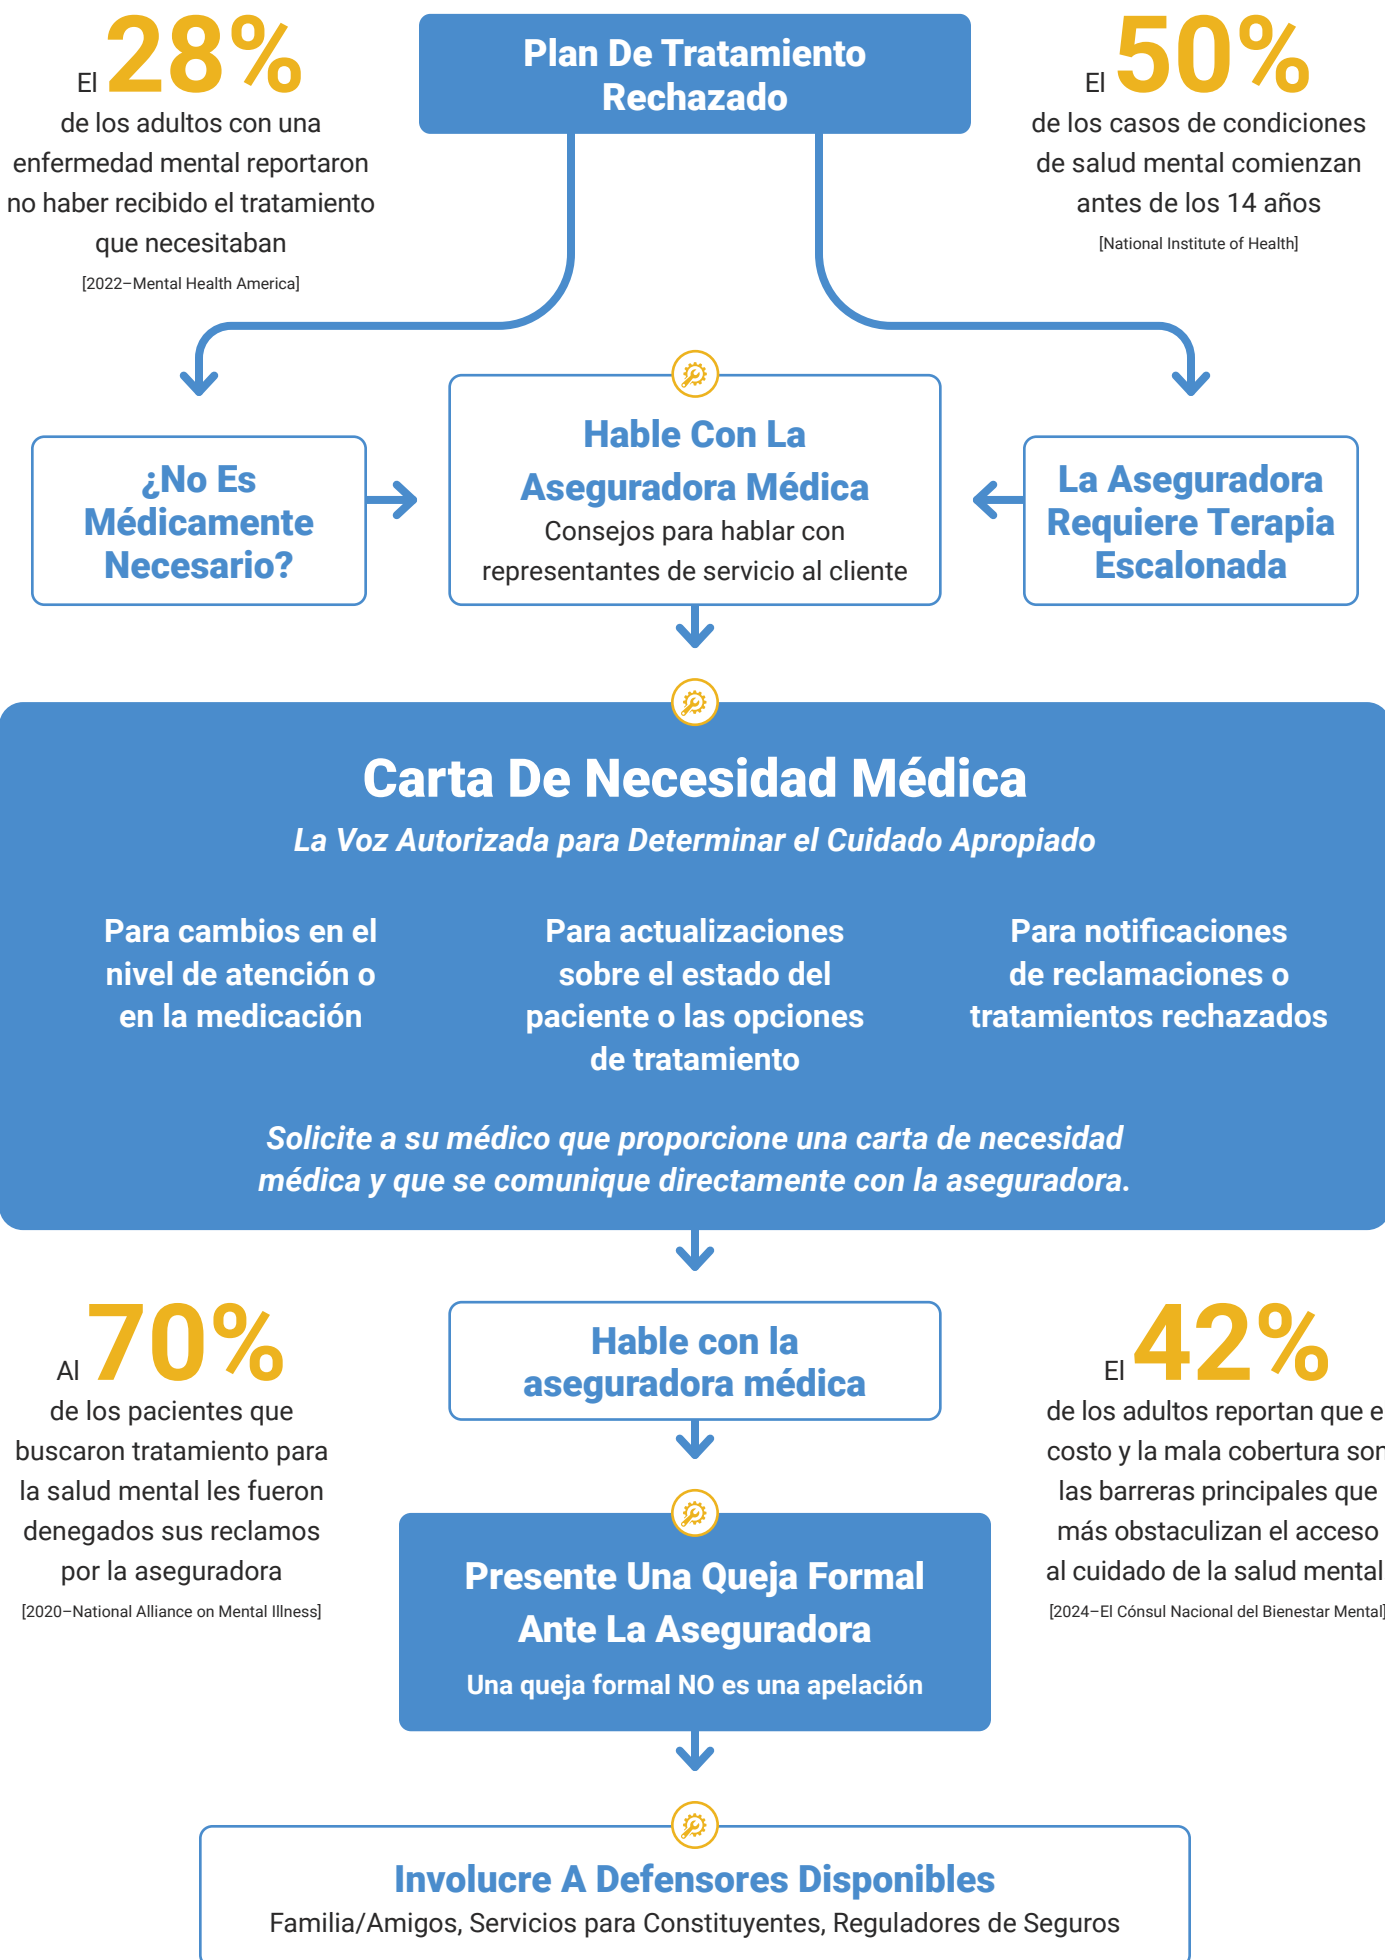 El 28%
de los adultos con una
enfermedad mental reportaron
no haber recibido el tratamiento
que necesitaban
[2022–Mental Health America]
Plan De Tratamiento
Rechazado
El 50%
de los casos de condiciones
de salud mental comienzan
antes de los 14 años
[National Institute of Health]
¿No Es
Médicamente
Necesario?
Hable Con La
Aseguradora Médica
Consejos para hablar con
representantes de servicio al cliente
La Aseguradora
Requiere Terapia
Escalonada
Carta De Necesidad Médica
La Voz Autorizada para Determinar el Cuidado Apropiado
Para cambios en el
nivel de atención o
en la medicación
Para actualizaciones
sobre el estado del
paciente o las opciones
de tratamiento
Para notificaciones
de reclamaciones o
tratamientos rechazados
Solicite a su médico que proporcione una carta de necesidad
médica y que se comunique directamente con la aseguradora.
Al 70%
de los pacientes que
buscaron tratamiento para
la salud mental les fueron
denegados sus reclamos
por la aseguradora
[2020–National Alliance on Mental Illness]
Hable con la
aseguradora médica
El 42%
de los adultos reportan que e
costo y la mala cobertura son
las barreras principales que
más obstaculizan el acceso
al cuidado de la salud mental
[2024–El Cónsul Nacional del Bienestar Mental]
Presente Una Queja Formal
Ante La Aseguradora
Una queja formal NO es una apelación
Involucre A Defensores Disponibles
Familia/Amigos, Servicios para Constituyentes, Reguladores de Seguros